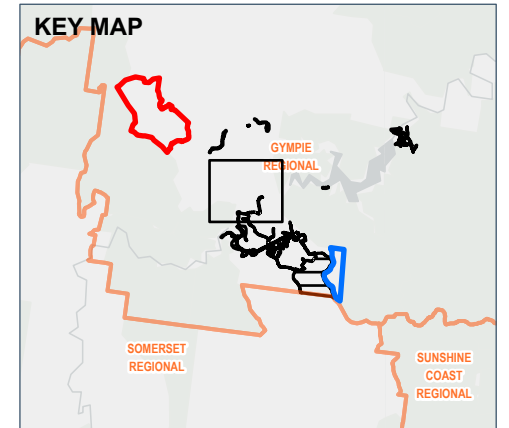 KEY MAP
GYMPIE
REGIONAL
SOMERSET
REGIONAL
SUNSHINE
COAST
REGIONAL